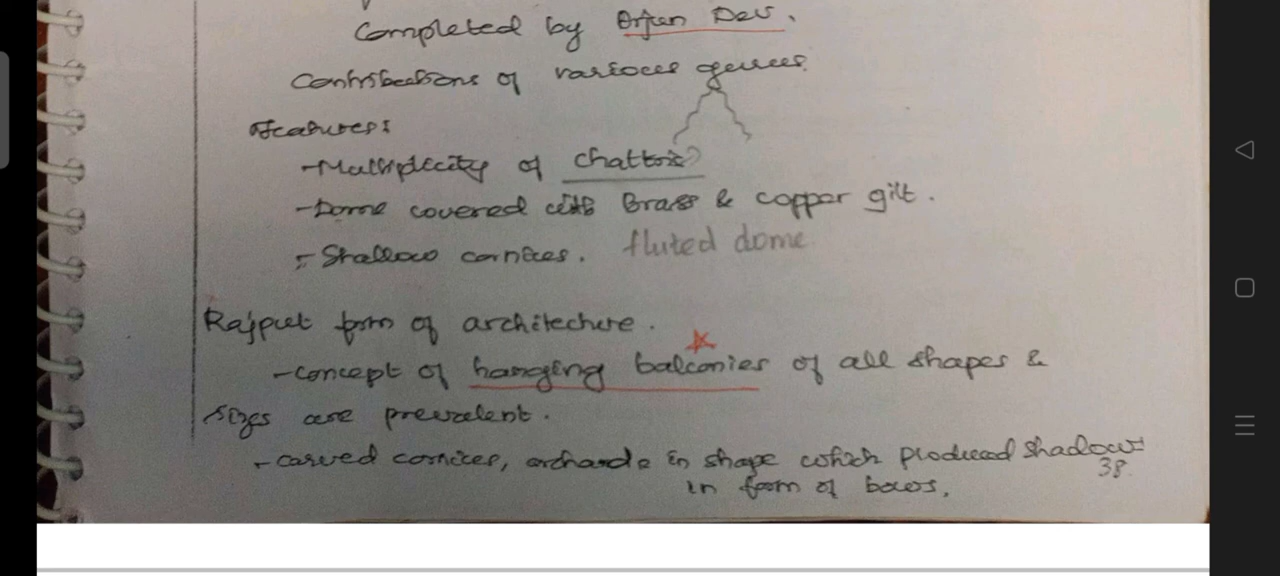 Completed by Arjun Dev.
Contributions of various genres.
Features:
-Multiplicity of chattris?
-Dome covered with Brass & copper gilt.
- Shallow cornices. fluted dome
Rajput form of architecture.
-concept of hanging balconies of all shapes &
sizes are prevalent.
- carved cornices, in shape which produced shadows
38
in form of bows.